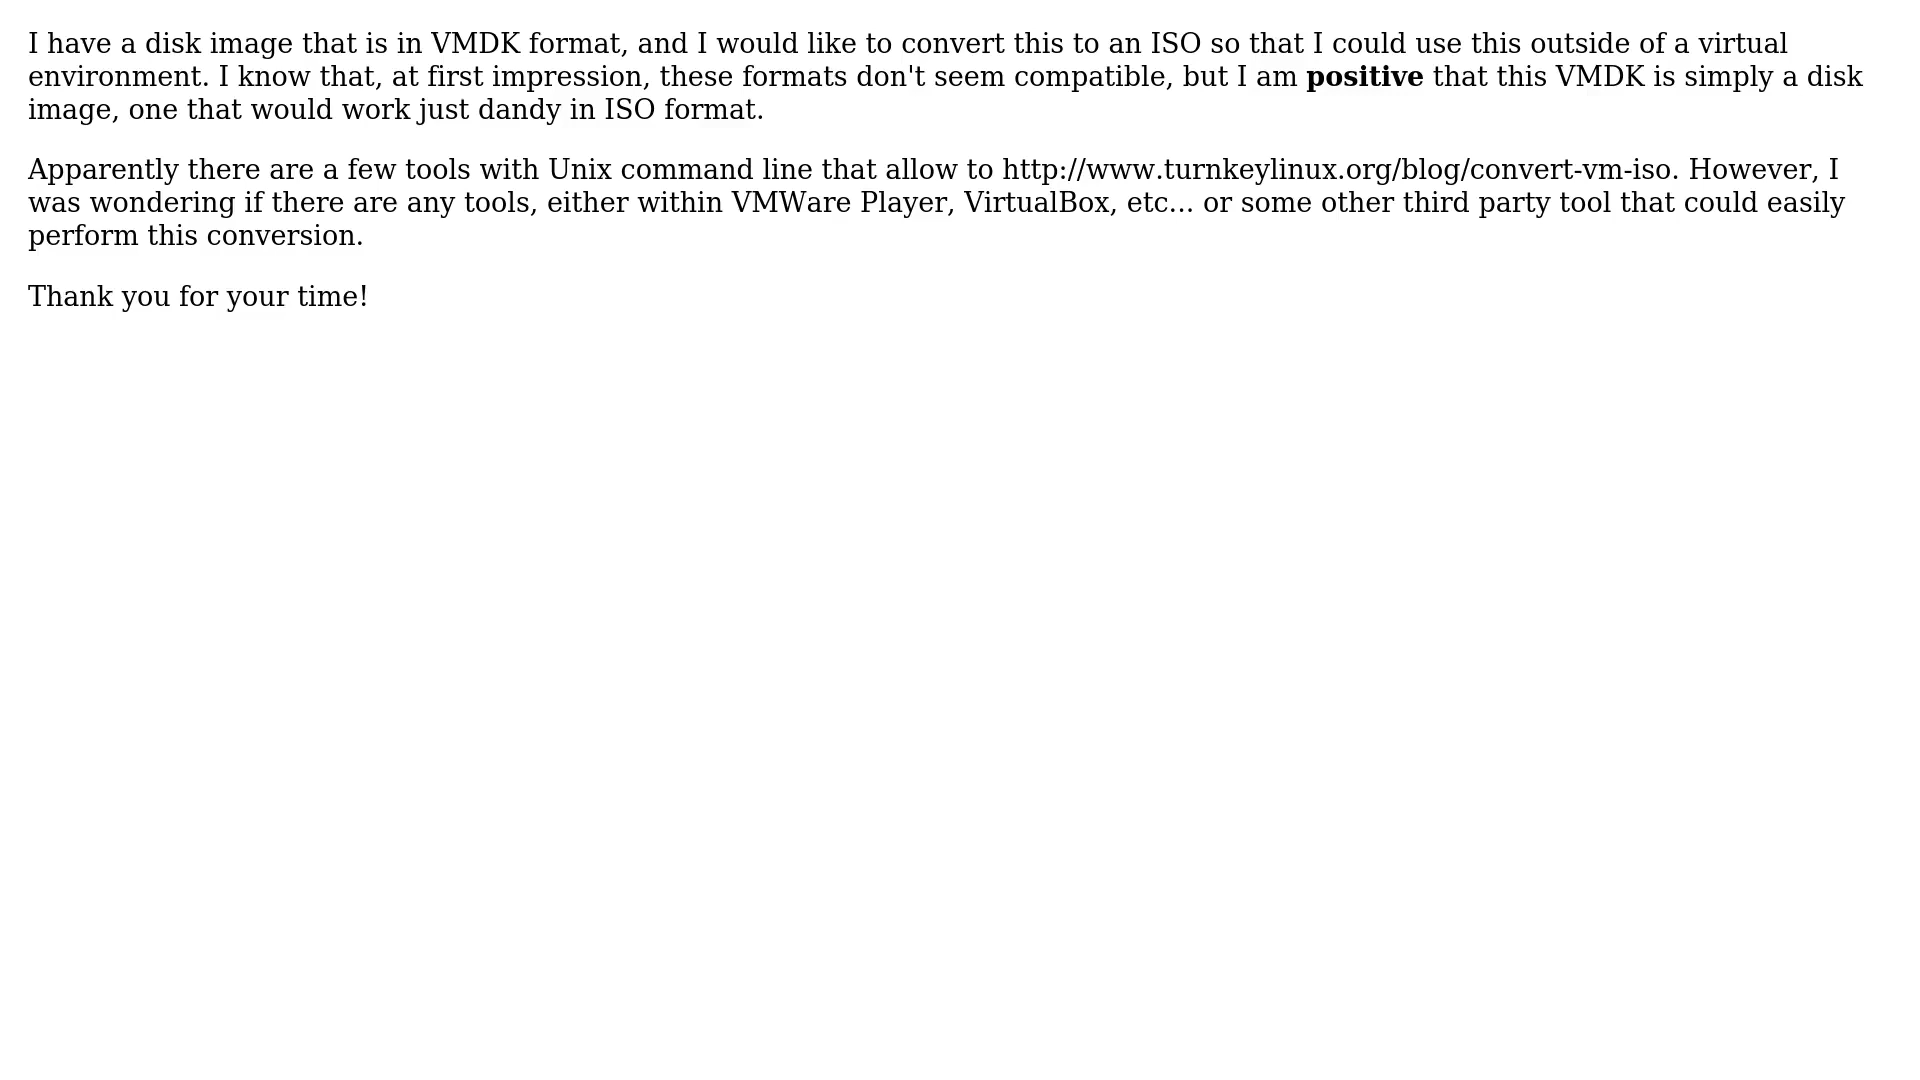 I have a disk image that is in VMDK format, and I would like to convert this to an ISO so that I could use this outside of a virtual
environment. I know that, at first impression, these formats don't seem compatible, but I am positive that this VMDK is simply a disk
image, one that would work just dandy in ISO format.
Apparently there are a few tools with Unix command line that allow to http://www.turnkeylinux.org/blog/convert-vm-iso. However, I
was wondering if there are any tools, either within VMWare Player, VirtualBox, etc... or some other third party tool that could easily
perform this conversion.
Thank you for your time!